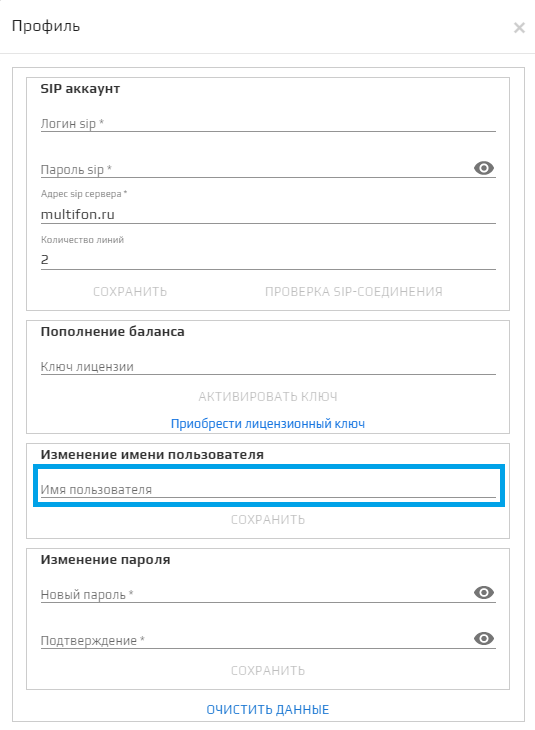 Профиль
SIP аккаунт
Логин sip *
Пароль sip *
Адрес sip сервера *
multifon.ru
Количество линий
2
СОХРАНИТЬ ПРОВЕРКА SIP-СОЕДИНЕНИЯ
Пополнение баланса
Ключ лицензии
АКТИВИРОВАТЬ КЛЮЧ
Приобрести лицензионный ключ
Изменение имени пользователя
Имя пользователя
СОХРАНИТЬ
Изменение пароля
Новый пароль *
Подтверждение *
СОХРАНИТЬ
ОЧИСТИТЬ ДАННЫЕ